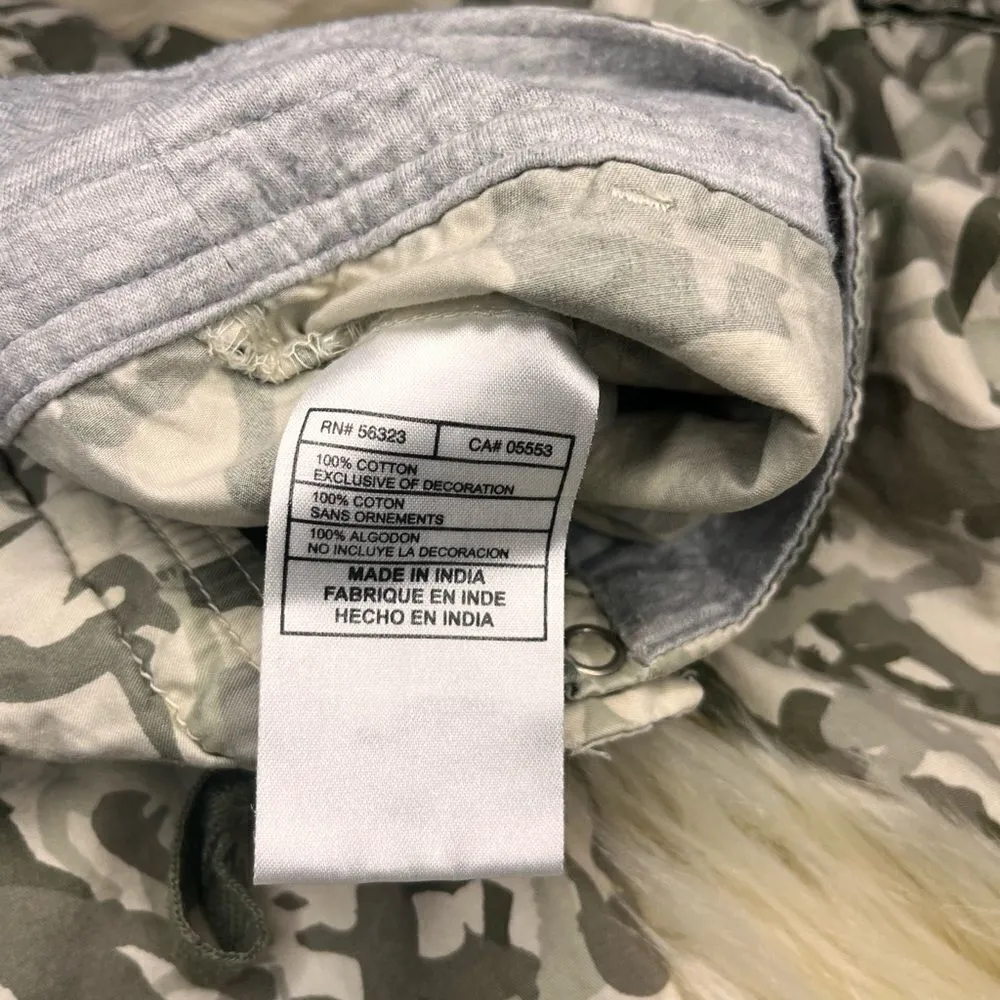 RN# 56323
CA# 05553
100% COTTON
EXCLUSIVE OF DECORATION
100% COTON
SANS ORNEMENTS
100% ALGODON
NO INCLUYE LA DECORACION
MADE IN INDIA
FABRIQUE EN INDE
HECHO EN INDIA